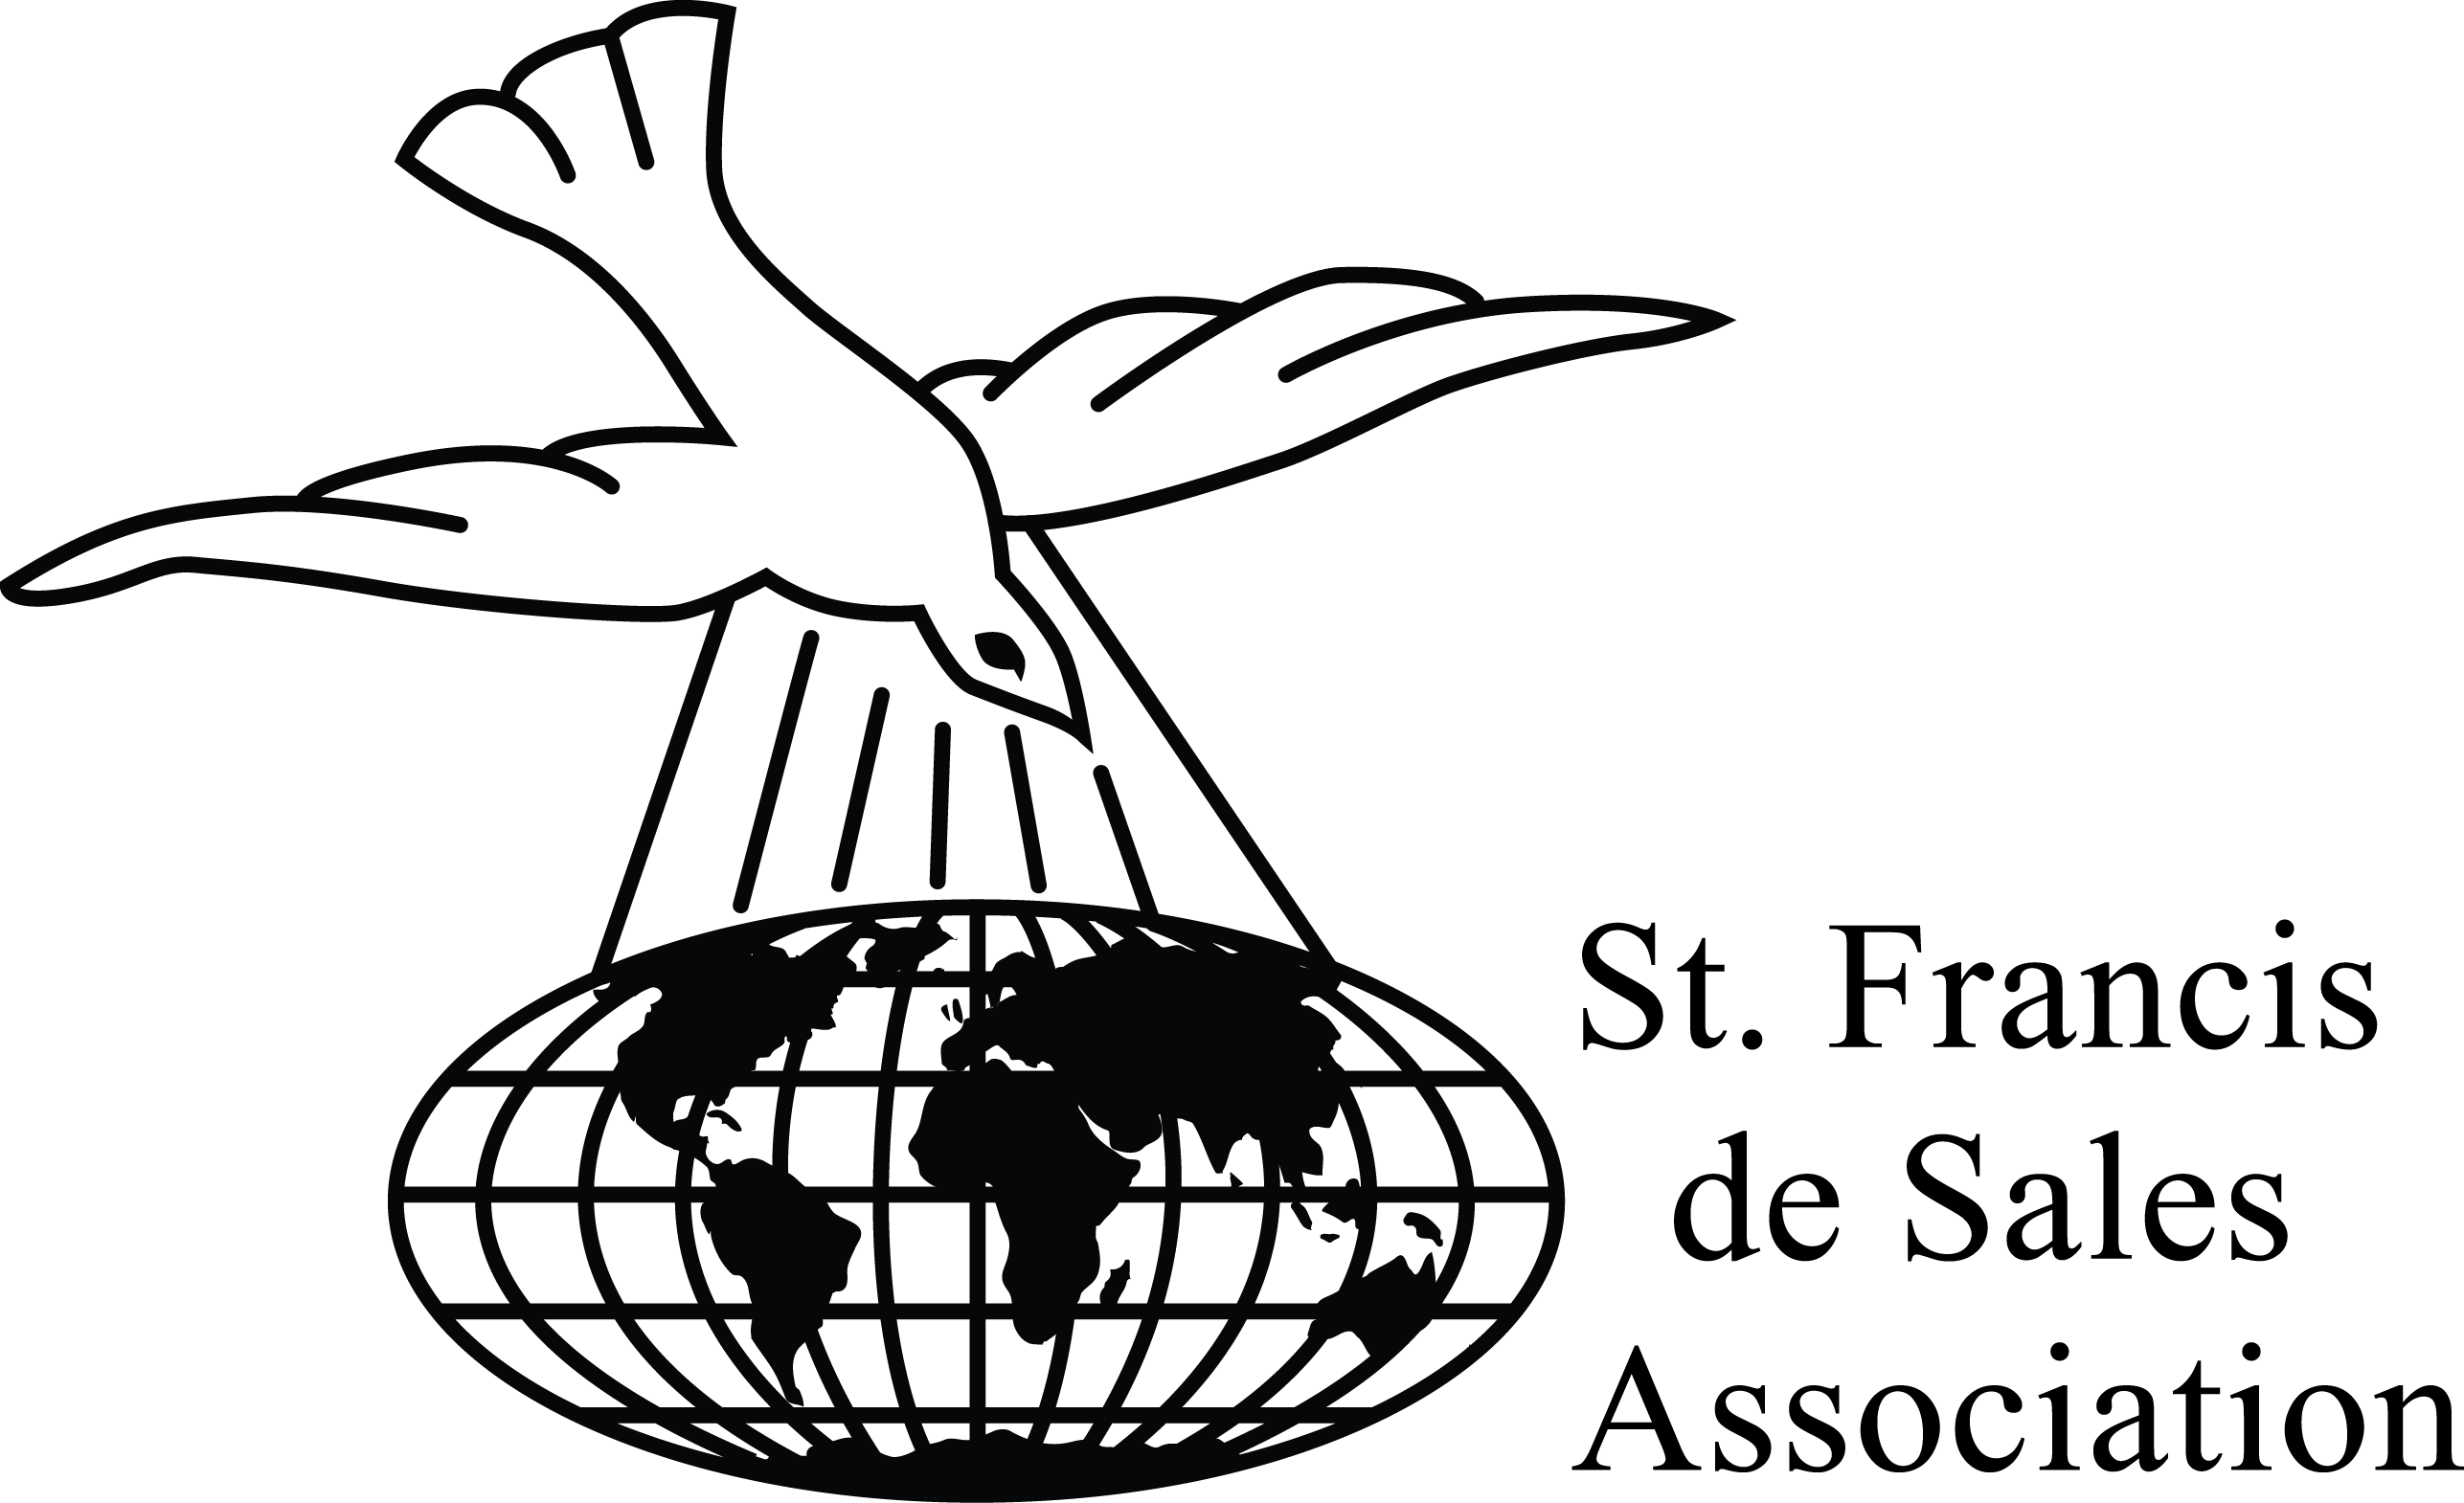 St. Francis
de Sales
Association